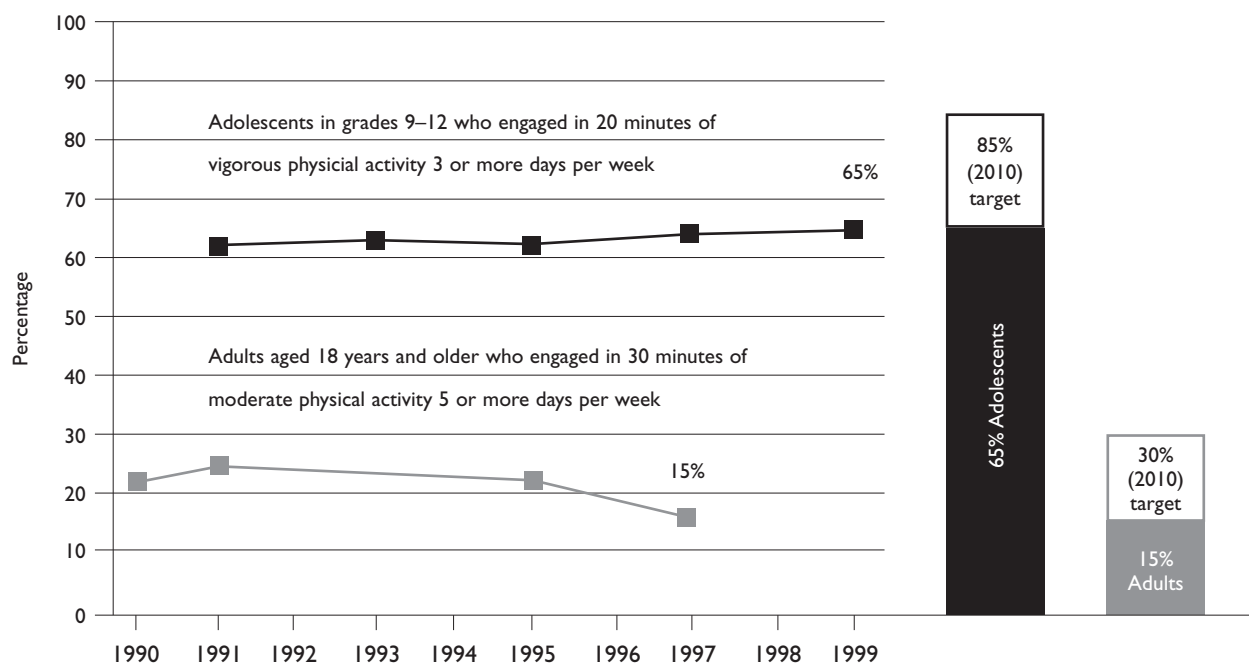 100
90
80
70
60
50
40
30
20
10
0
Percentage
Adolescents in grades 9–12 who engaged in 20 minutes of
vigorous physicial activity 3 or more days per week
65%
Adults aged 18 years and older who engaged in 30 minutes of
moderate physical activity 5 or more days per week
15%
1990 1991 1992 1993 1994 1995 1996 1997 1998 1999
85%
(2010)
target
65% Adolescents
30%
(2010)
target
15%
Adults